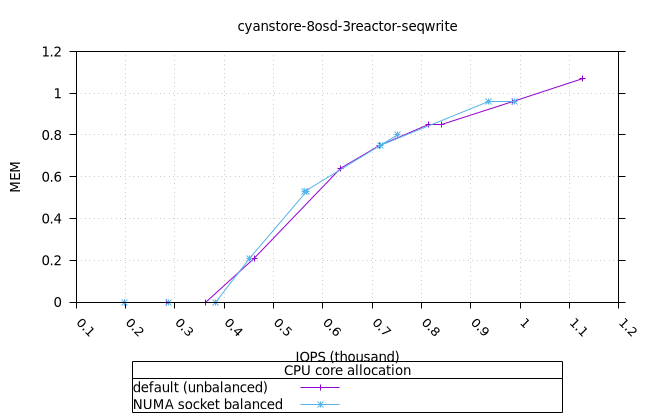 cyanstore-8osd-3reactor-seqwrite
1.2
1
0.8
0.6
0.4
0.2
0
MEM
0.1 0.2 0.3 0.4 0.5 0.6 0.7 0.8 0.9 1 1.1 1.2
IOPS (thousand)
CPU core allocation
default (unbalanced)
NUMA socket balanced